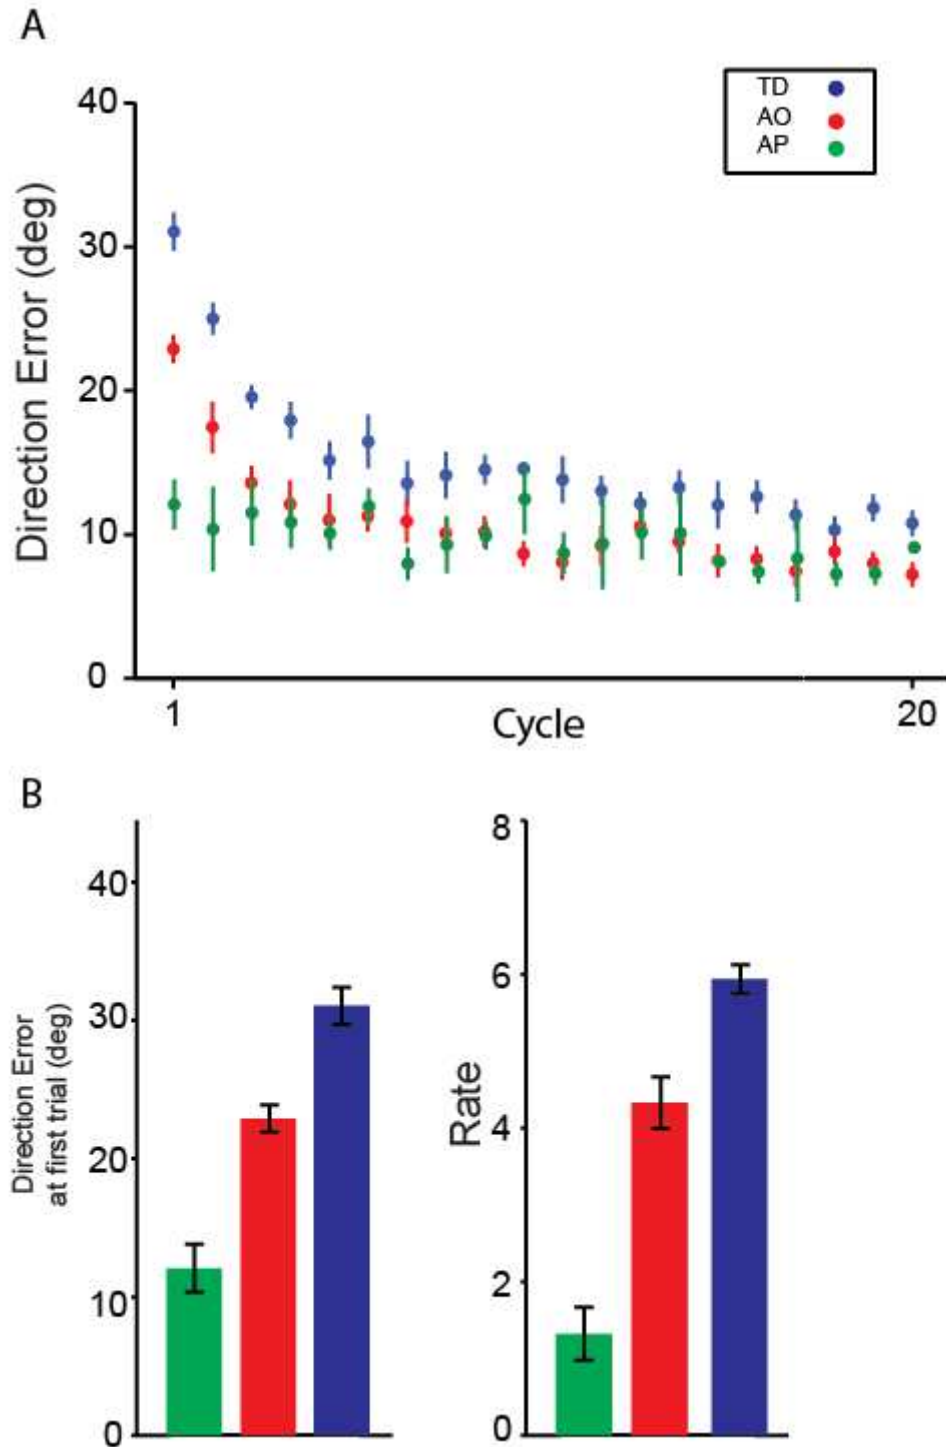 A
TD
AO
AP
40
30
20
10
0
Direction Error (deg)
1
20
Cycle
B
40
30
20
10
0
Direction Error
at first trial (deg)
8
6
4
2
0
Rate